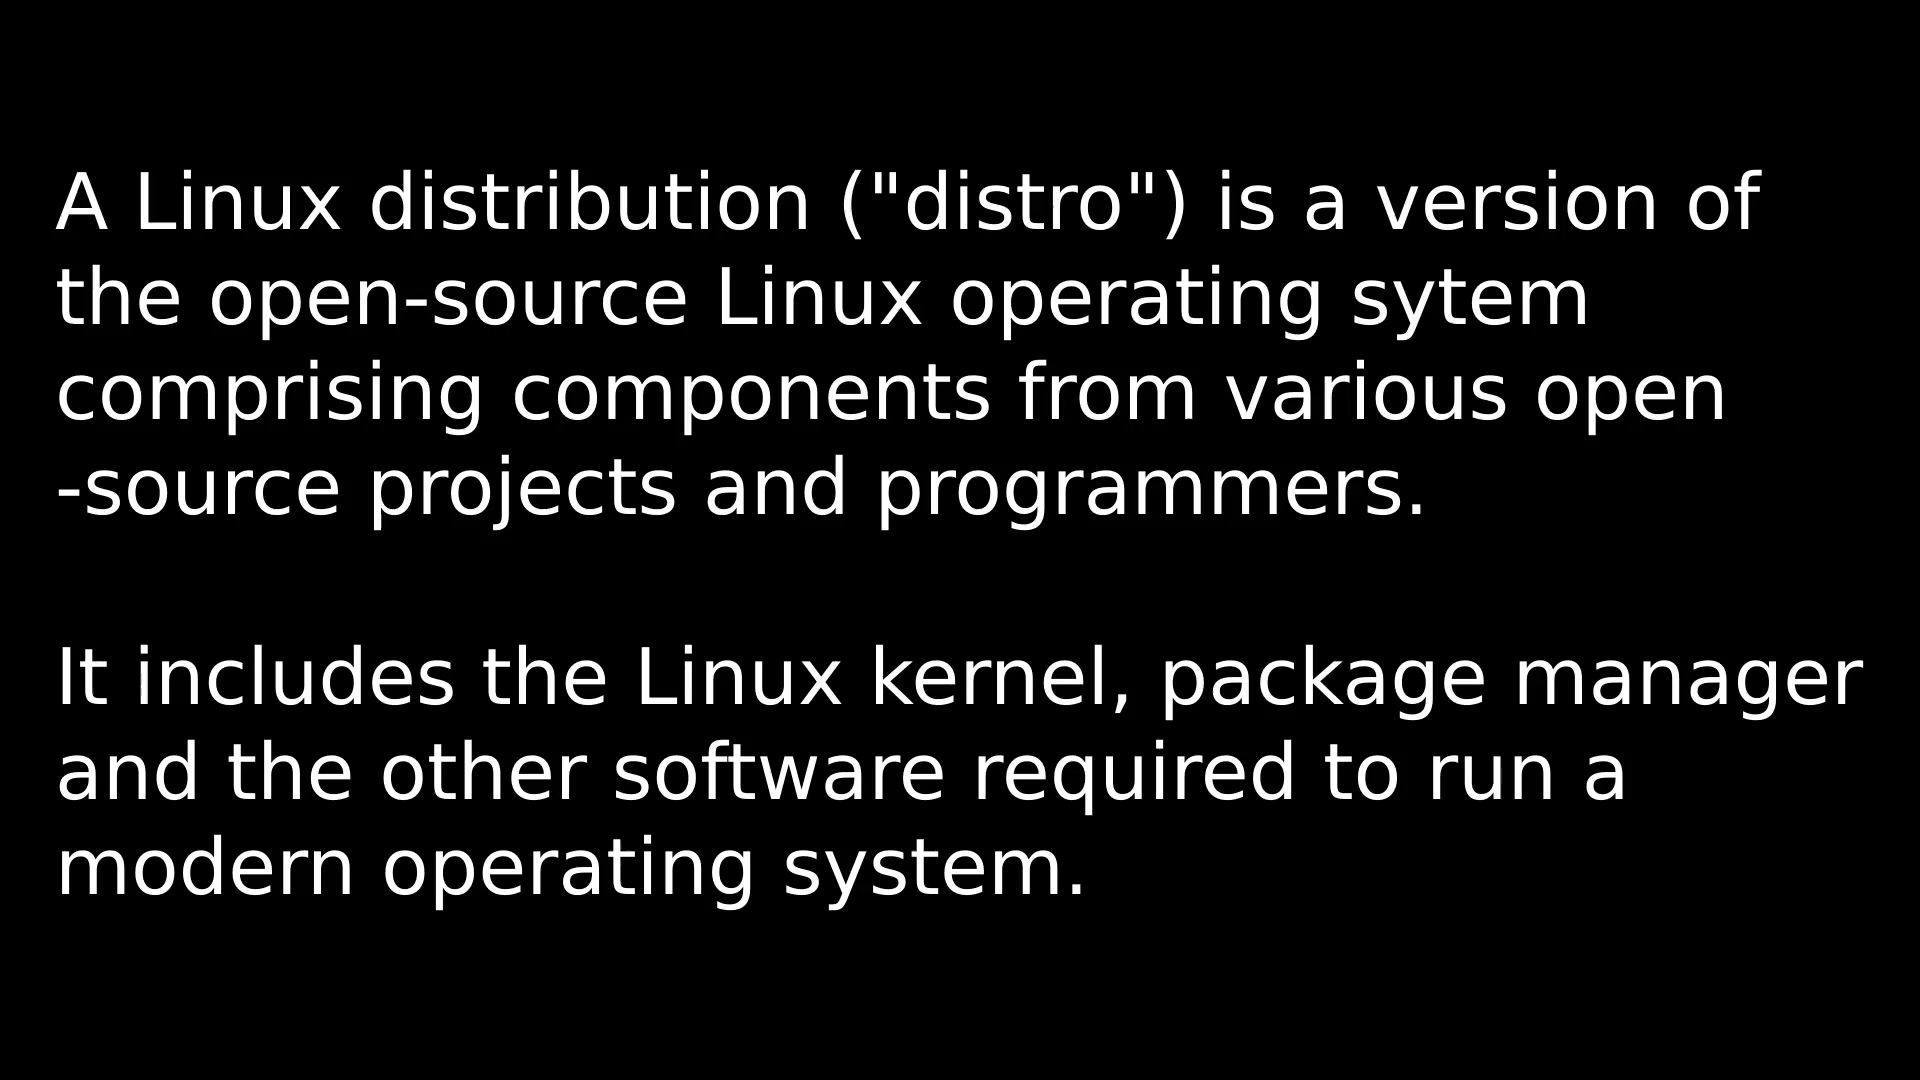 A Linux distribution ("distro") is a version of
the open-source Linux operating sytem
comprising components from various open
-source projects and programmers.
It includes the Linux kernel, package manager
and the other software required to run a
modern operating system.